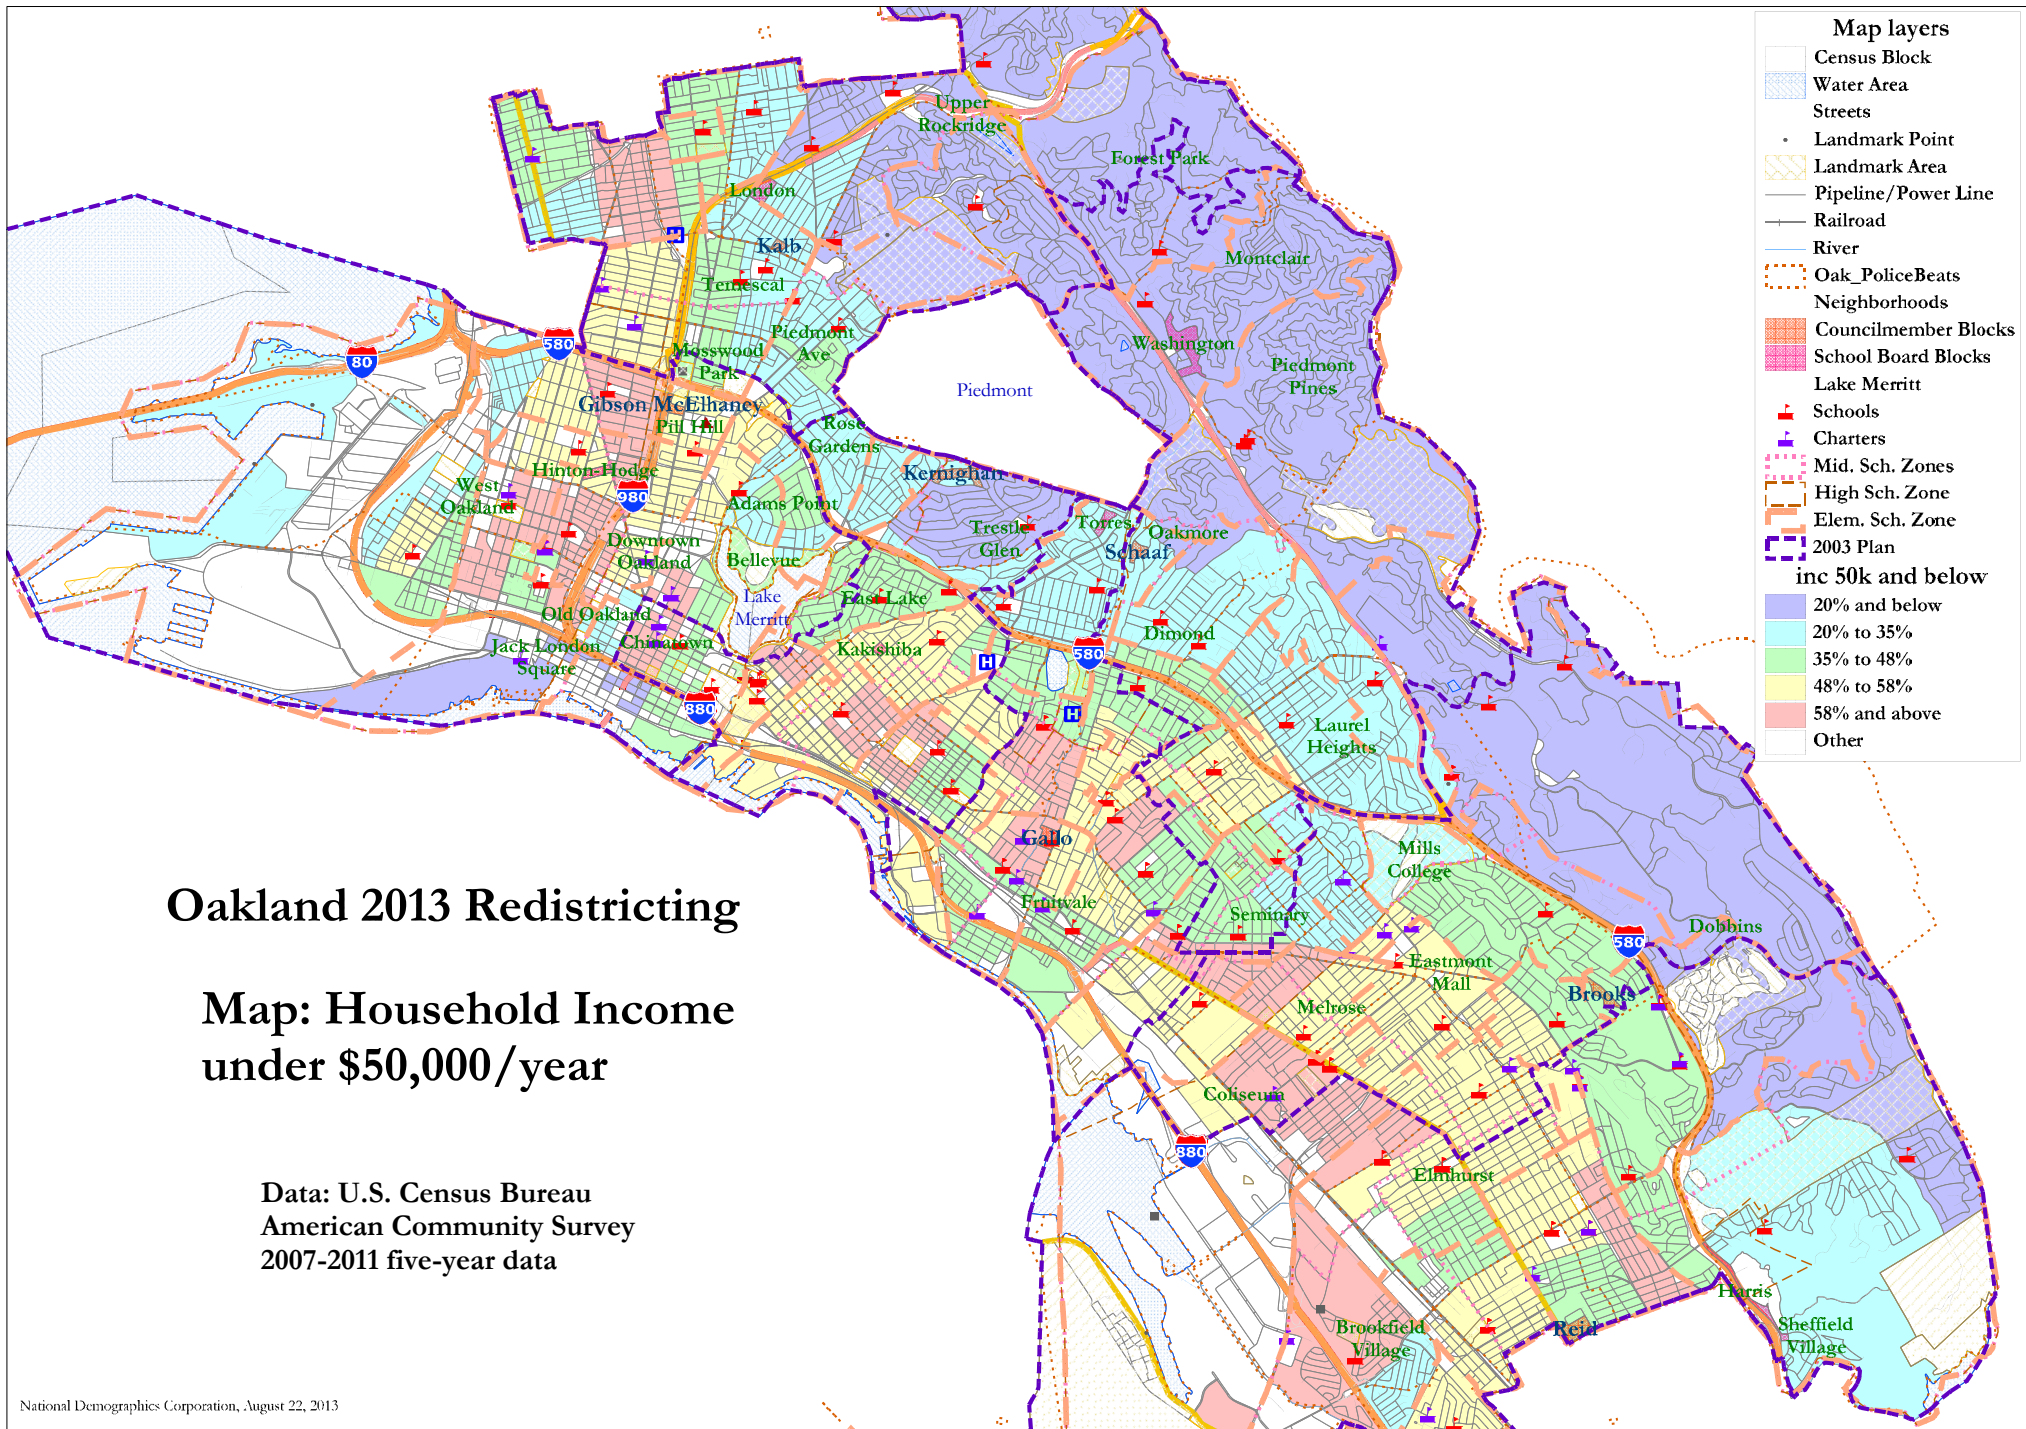 Upper
Rockridge
Forest Park
London
Kalb
Montclair
Temescal
Piedmont
Ave
Washington
Mosswood
Park
Piedmont
Pines
Piedmont
580
80
Gibson McElhaney
Pill Hill
Rose
Gardens
Hinton-Hodge
Kernighan
West
Oakland
980
Adams Point
Trestle
Glen
Torres
Oakmore
Schaaf
Downtown
Oakland
Bellevue
Lake
Merritt
East Lake
Old Oakland
Chinatown
Jack London
Square
Kakishiba
Dimond
580
H
H
H
880
Laurel
Heights
Gallo
Mills
College
Fruitvale
Seminary
Dobbins
580
Eastmont
Mall
Brooks
Melrose
Coliseum
880
Elmhurst
Harris
Sheffield
Village
Reid
Brookfield
Village
Map layers
Census Block
Water Area
Streets
Landmark Point
Landmark Area
Pipeline/Power Line
Railroad
River
Oak_PoliceBeats
Neighborhoods
Councilmember Blocks
School Board Blocks
Lake Merritt
Schools
Charters
Mid. Sch. Zones
High Sch. Zone
Elem. Sch. Zone
2003 Plan
inc 50k and below
20% and below
20% to 35%
35% to 48%
48% to 58%
58% and above
Other
Oakland 2013 Redistricting
Map: Household Income
under $50,000/year
Data: U.S. Census Bureau
American Community Survey
2007-2011 five-year data
National Demographics Corporation, August 22, 2013